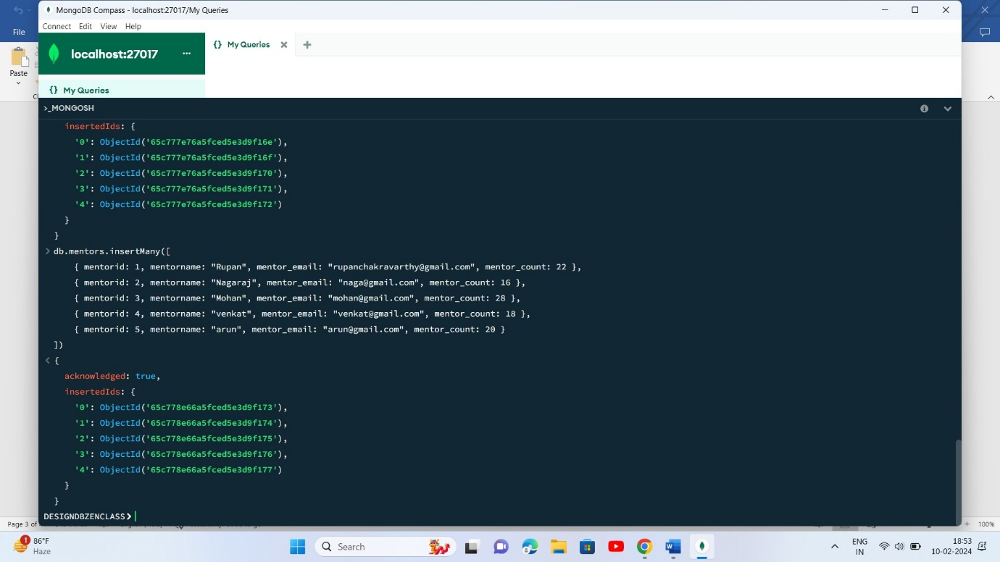 MongoDB Compass - localhost:27017/My Queries
File
Connect Edit View Help
localhost:27017 ...
{} My Queries
Paste
{} My Queries
>_MONGOSH
insertedIds: {
'0': ObjectId('65c777e76a5fced5e3d9f16e'),
'1': ObjectId('65c777e76a5fced5e3d9f16f'),
'2': ObjectId('65c777e76a5fced5e3d9f170'),
'3': ObjectId('65c777e76a5fced5e3d9f171'),
'4': ObjectId('65c777e76a5fced5e3d9f172')
}
}
> db.mentors.insertMany([
{ mentorid: 1, mentorname: "Rupan", mentor_email: "rupanchakravarthy@gmail.com", mentor_count: 22 },
{ mentorid: 2, mentorname: "Nagaraj", mentor_email: "naga@gmail.com", mentor_count: 16 },
{ mentorid: 3, mentorname: "Mohan", mentor_email: "mohan@gmail.com", mentor_count: 28 },
{ mentorid: 4, mentorname: "venkat", mentor_email: "venkat@gmail.com", mentor_count: 18 },
{ mentorid: 5, mentorname: "arun", mentor_email: "arun@gmail.com", mentor_count: 20 }
])
< {
acknowledged: true,
insertedIds: {
'0': ObjectId('65c778e66a5fced5e3d9f173'),
'1': ObjectId('65c778e66a5fced5e3d9f174'),
'2': ObjectId('65c778e66a5fced5e3d9f175'),
'3': ObjectId('65c778e66a5fced5e3d9f176'),
'4': ObjectId('65c778e66a5fced5e3d9f177')
}
}
DESIGNDBZENCLASS>
Page 3 of
100%
1
86°F
Haze
Search
ENG
IN
18:53
10-02-2024